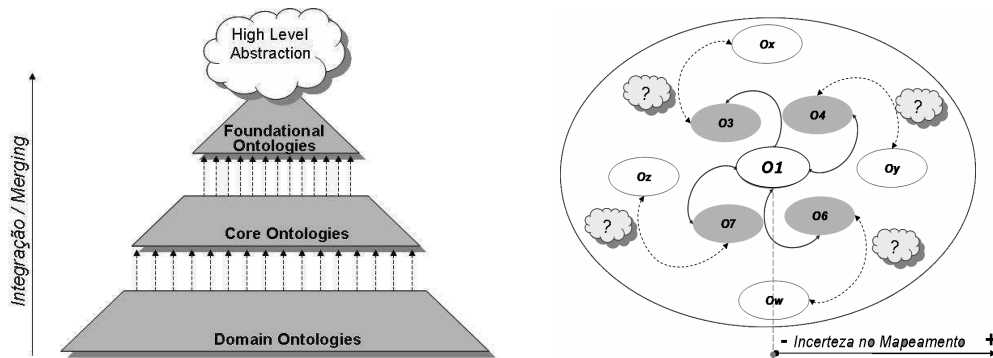 High Level
Abstraction
Foundational
Ontologies
Core Ontologies
Domain Ontologies
Integração / Merging
Ox
?
?
O3
O4
O1
Oz
Oy
?
O7
O6
?
Ow
- Incerteza no Mapeamento +